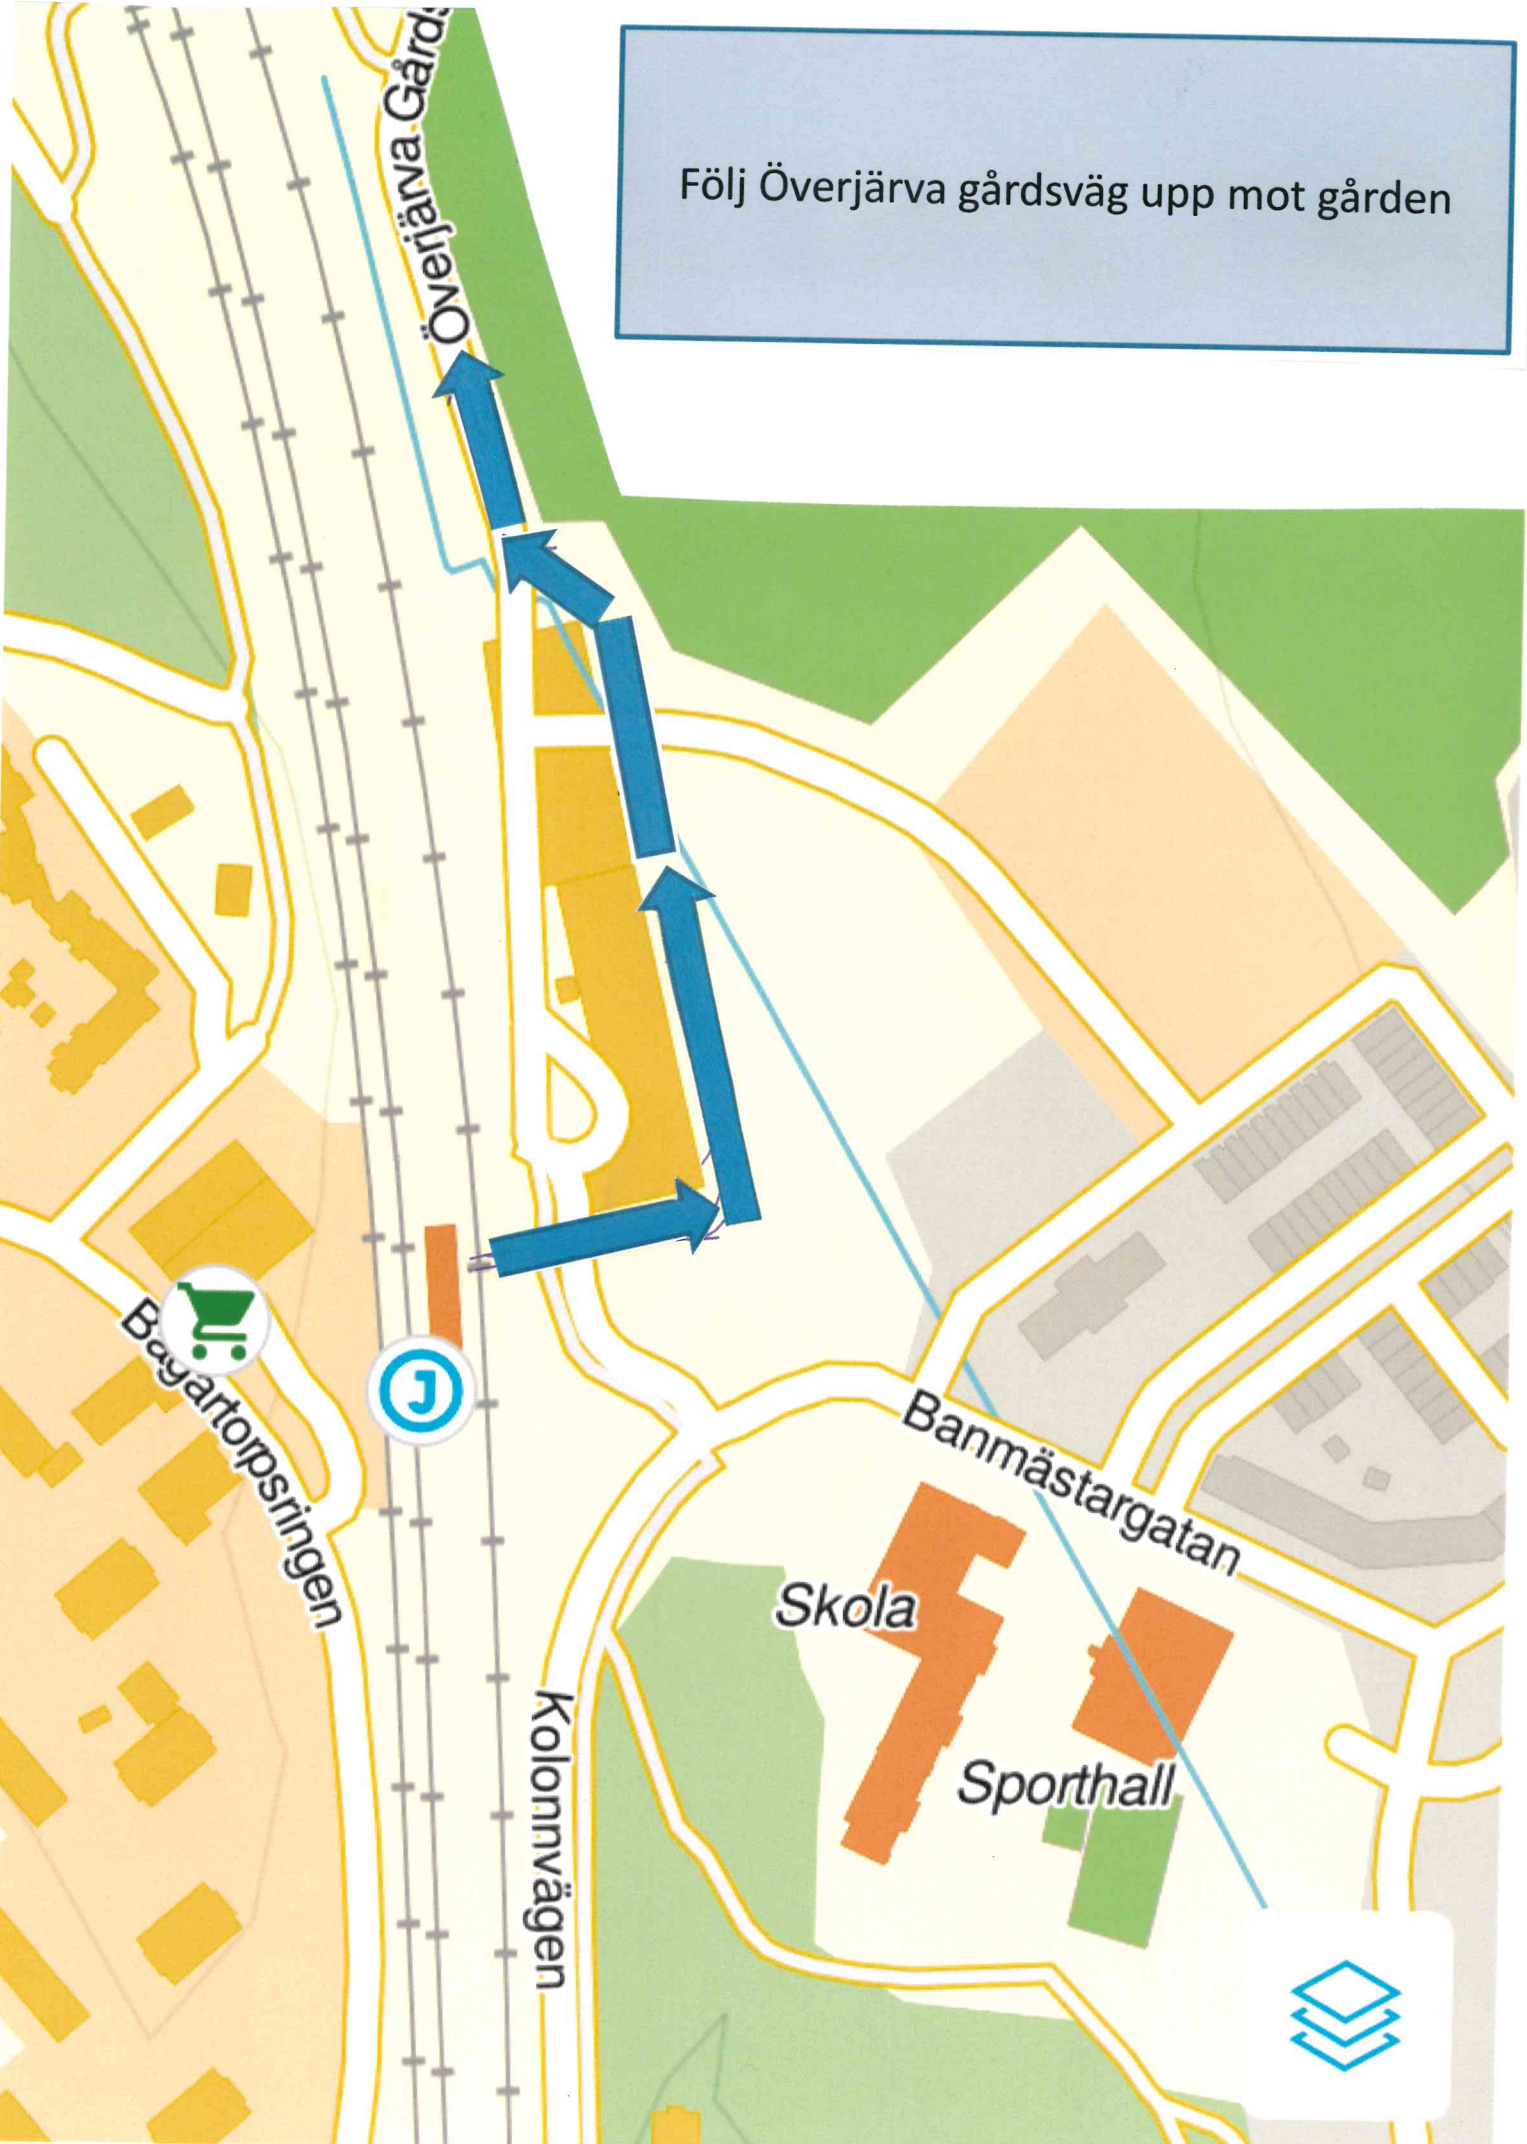 Överjärva Gårds
Följ Överjärva gårdsväg upp mot gården
Bagartorpsringen
J
Banmästargatan
Skola
Sporthall
Kolonnvägen